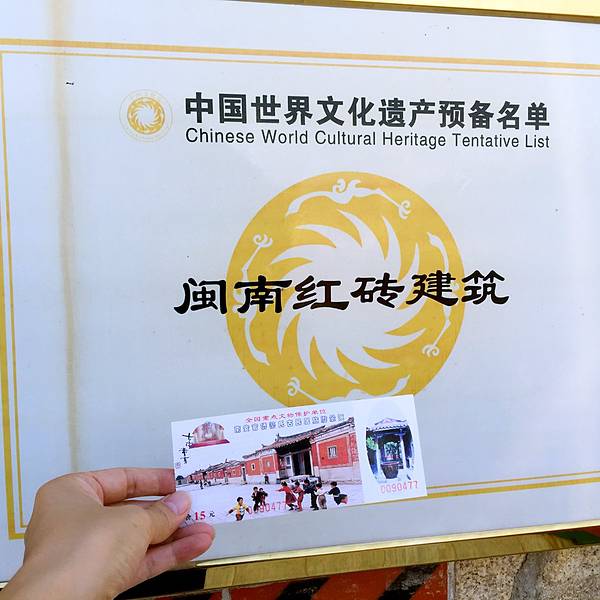 中国世界文化遗产预备名单
Chinese World Cultural Heritage Tentative List
闽南红砖建筑
全国重点文物保护单位
0090477
0090477
15元